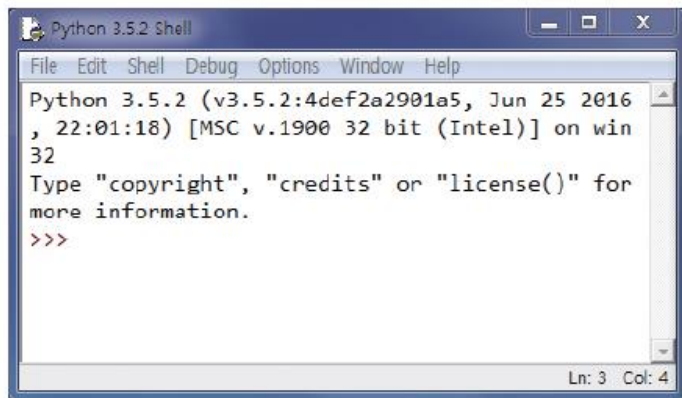 Python 3.5.2 Shell
File Edit Shell Debug Options Window Help
Python 3.5.2 (v3.5.2:4def2a2901a5, Jun 25 2016
, 22:01:18) [MSC v.1900 32 bit (Intel)] on win
32
Type "copyright", "credits" or "license()" for
more information.
>>>
Ln: 3 Col: 4